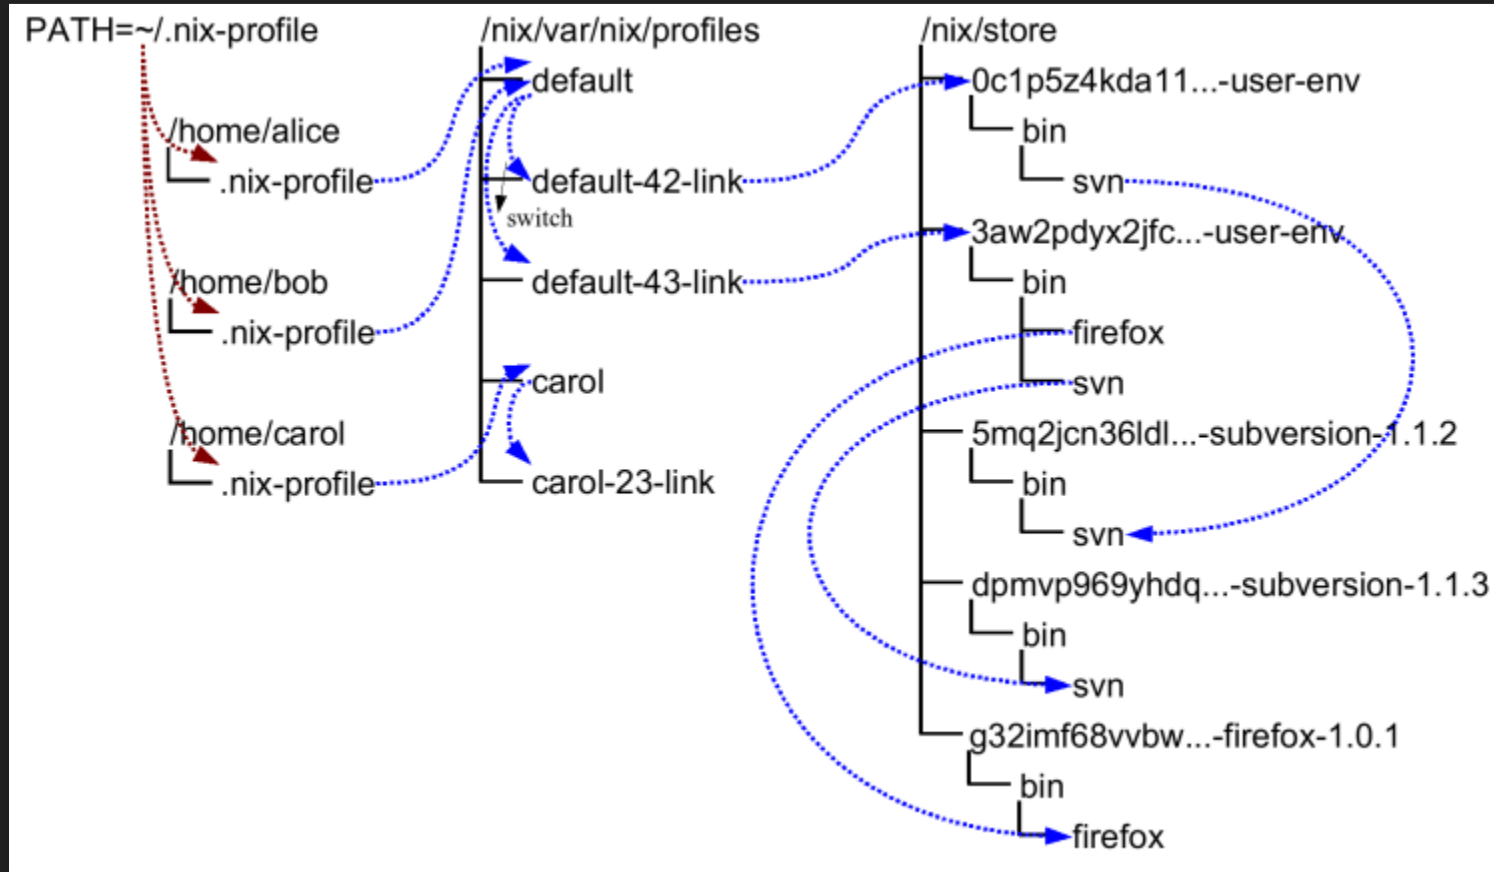 PATH=~/.nix-profile
/home/alice
.nix-profile
/home/bob
.nix-profile
/home/carol
.nix-profile
/nix/var/nix/profiles
default
default-42-link
switch
default-43-link
carol
carol-23-link
/nix/store
0c1p5z4kda11...-user-env
bin
svn
3aw2pdyx2jfc...-user-env
bin
firefox
svn
5mq2jcn36ldl...-subversion-1.1.2
bin
svn
dpmvp969yhdq...-subversion-1.1.3
bin
svn
g32imf68vvbw...-firefox-1.0.1
bin
firefox